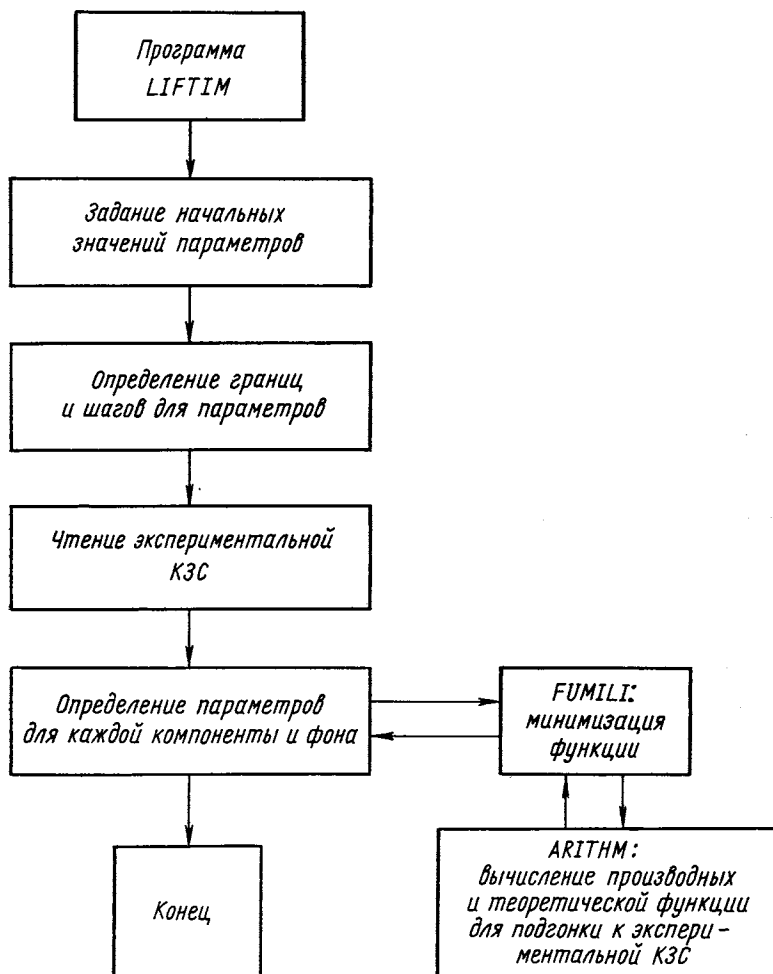 Программа
LIFTIM
Задание начальных
значений параметров
Определение границ
и шагов для параметров
Чтение экспериментальной
КЗС
Определение параметров
для каждой компоненты и фона
FUMILI:
минимизация
функции
Конец
ARITHM:
вычисление производных
и теоретической функции
для подгонки к экспери-
ментальной КЗС